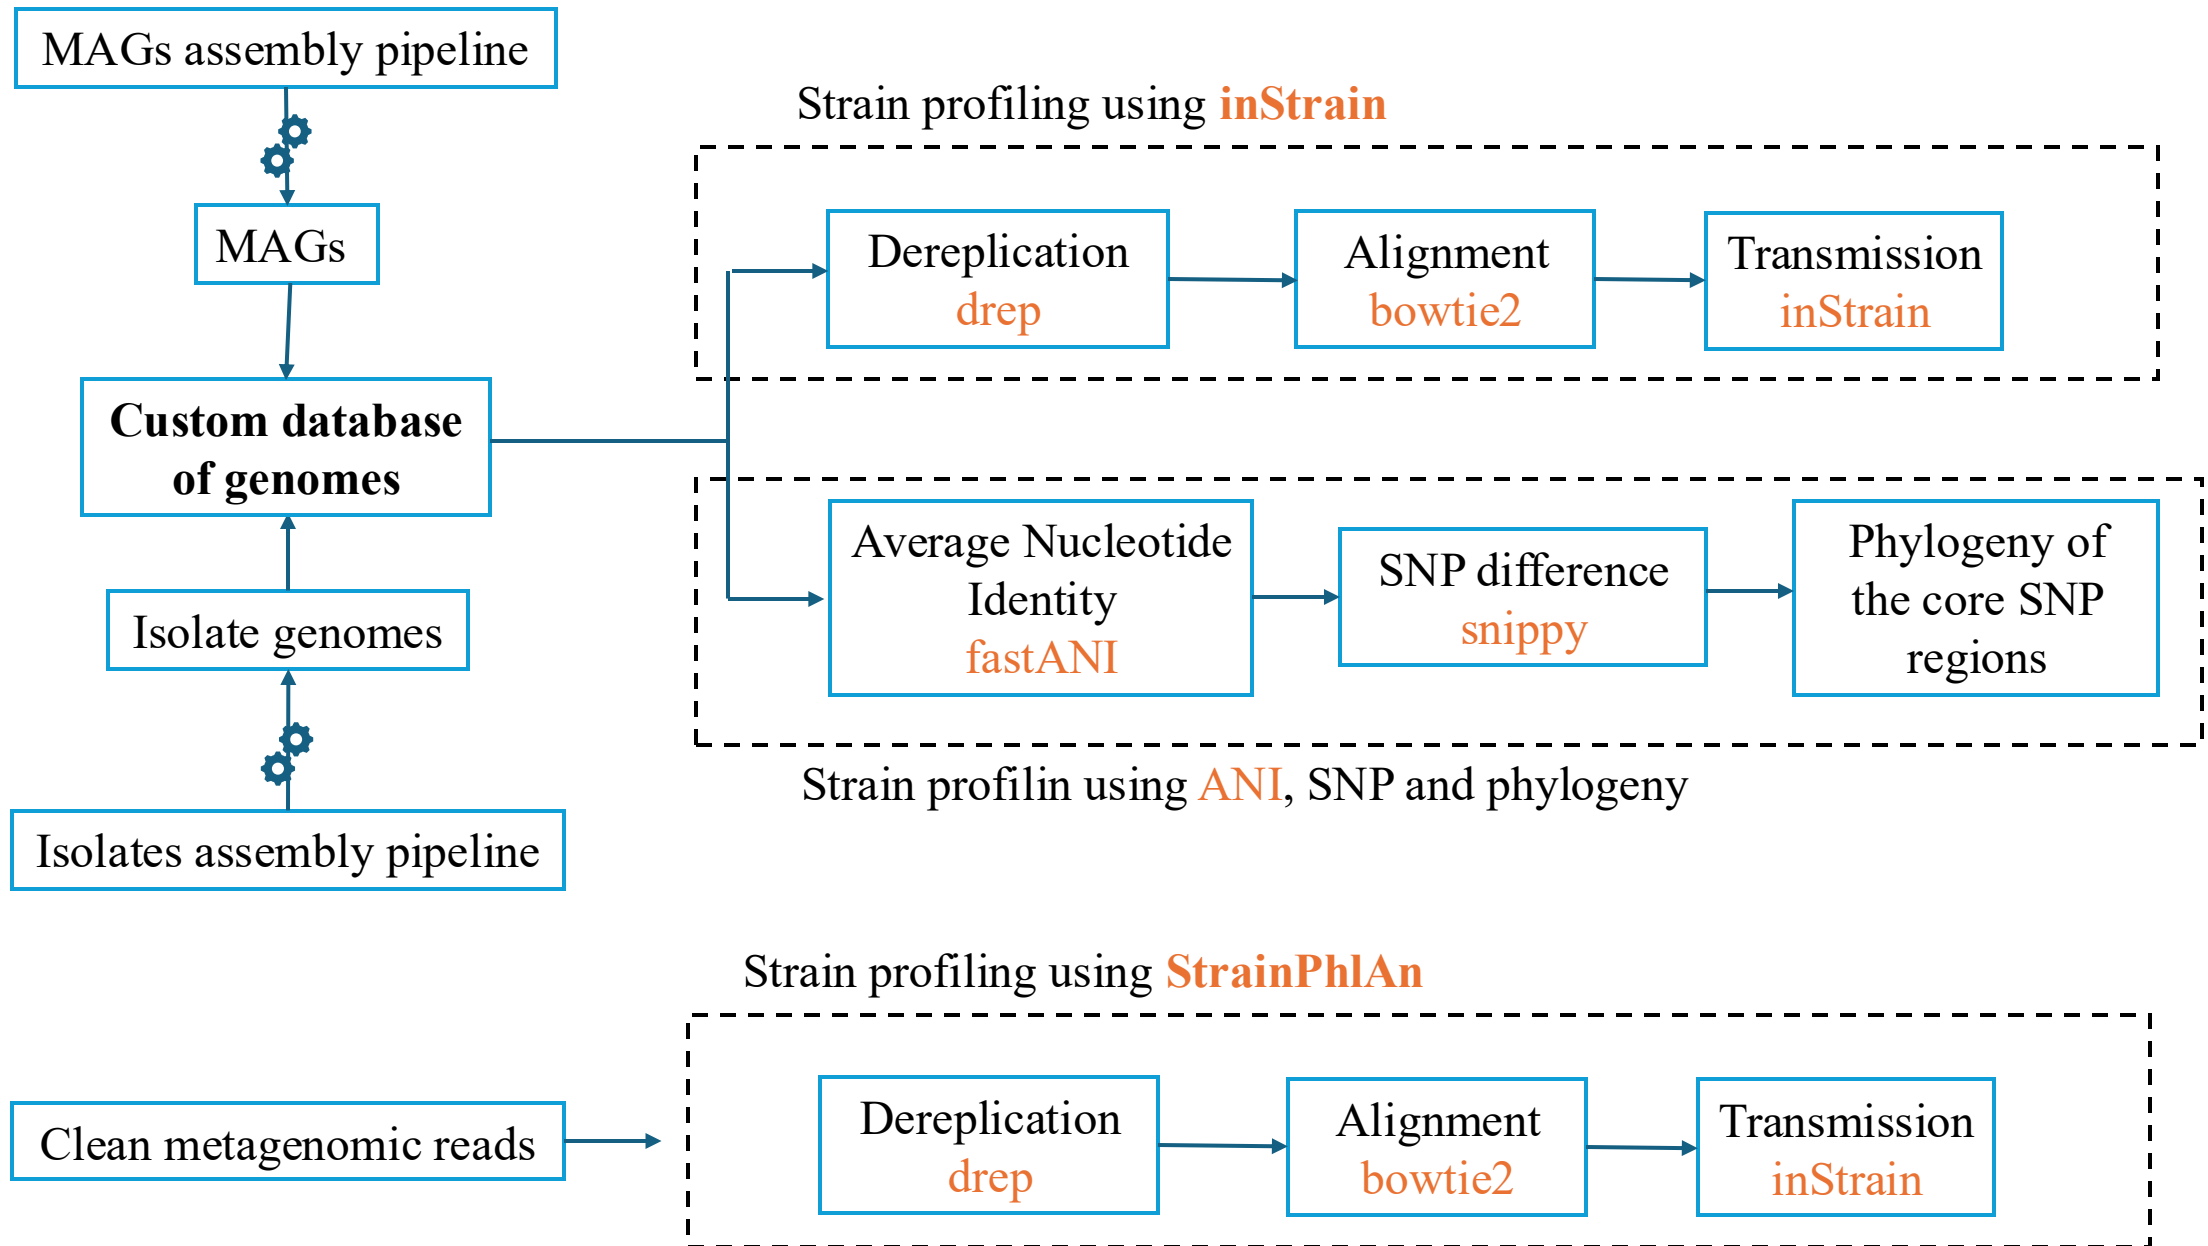 MAGs assembly pipeline
MAGs
Custom database
of genomes
Isolate genomes
Isolates assembly pipeline
Strain profiling using inStrain
Dereplication
drep
Alignment
bowtie2
Transmission
inStrain
Average Nucleotide
Identity
fastANI
SNP difference
snippy
Phylogeny of
the core SNP
regions
Strain profilin using ANI, SNP and phylogeny
Strain profiling using StrainPhlAn
Clean metagenomic reads
Dereplication
drep
Alignment
bowtie2
Transmission
inStrain